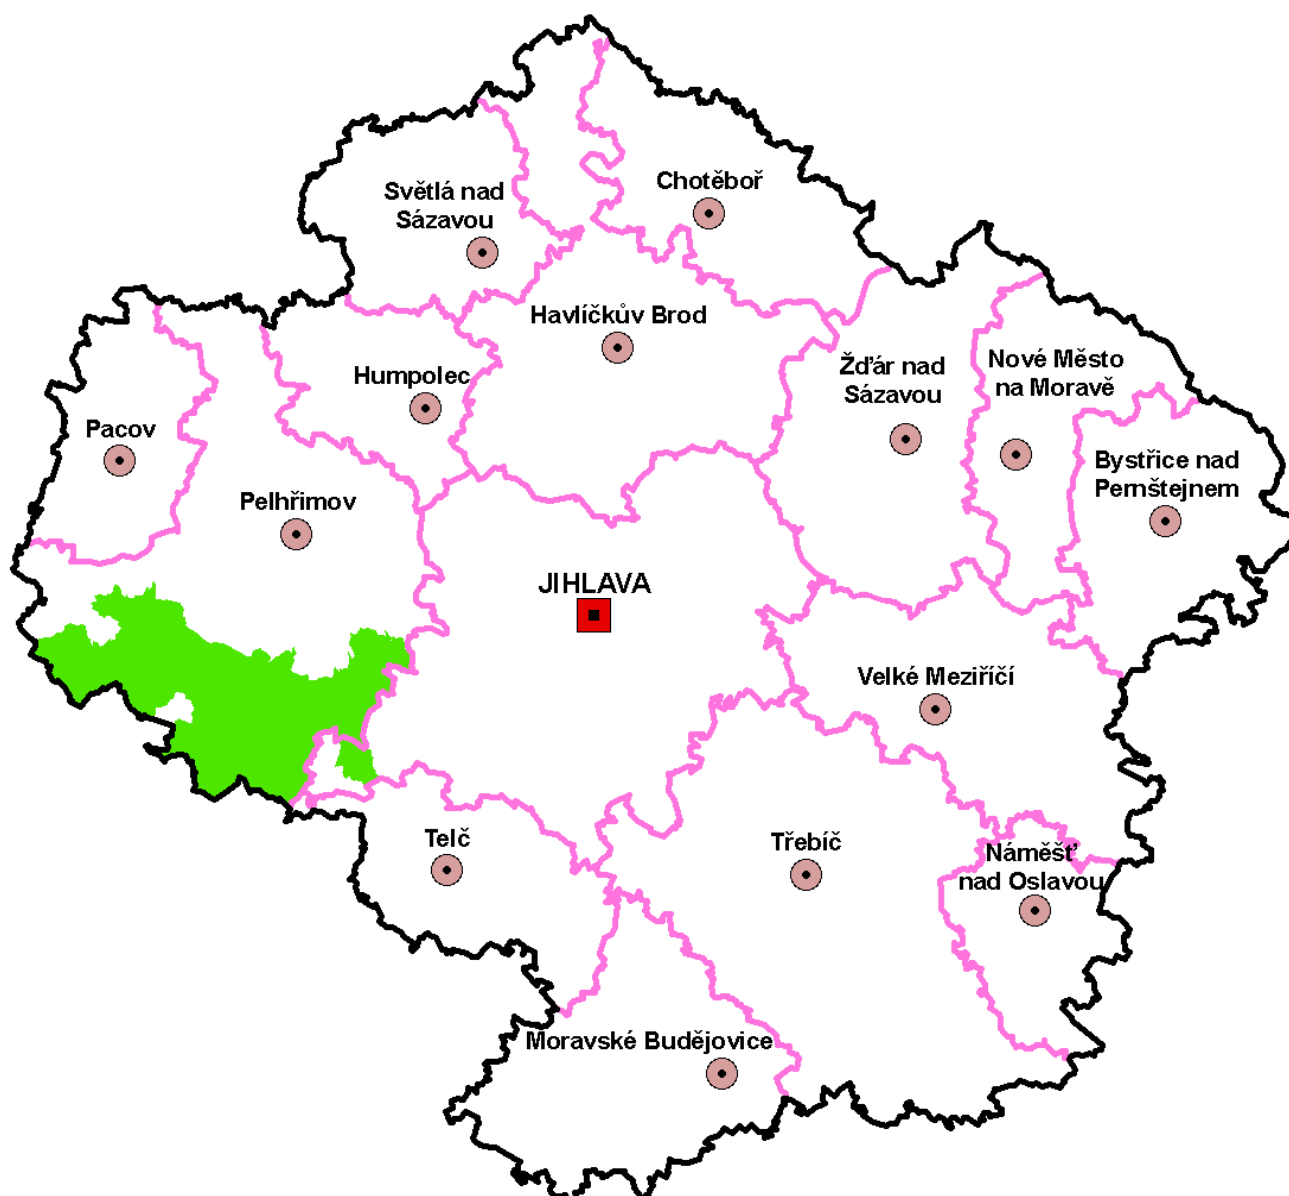 Chotěboř
Světlá nad
Sázavou
Havlíčkův Brod
Žďár nad
Sázavou
Nové Město
na Moravě
Humpolec
Pacov
Bystřice nad
Pernštejnem
Pelhřimov
JIHLAVA
Velké Meziříčí
Telč
Třebíč
Náměšť
nad Oslavou
Moravské Budějovice